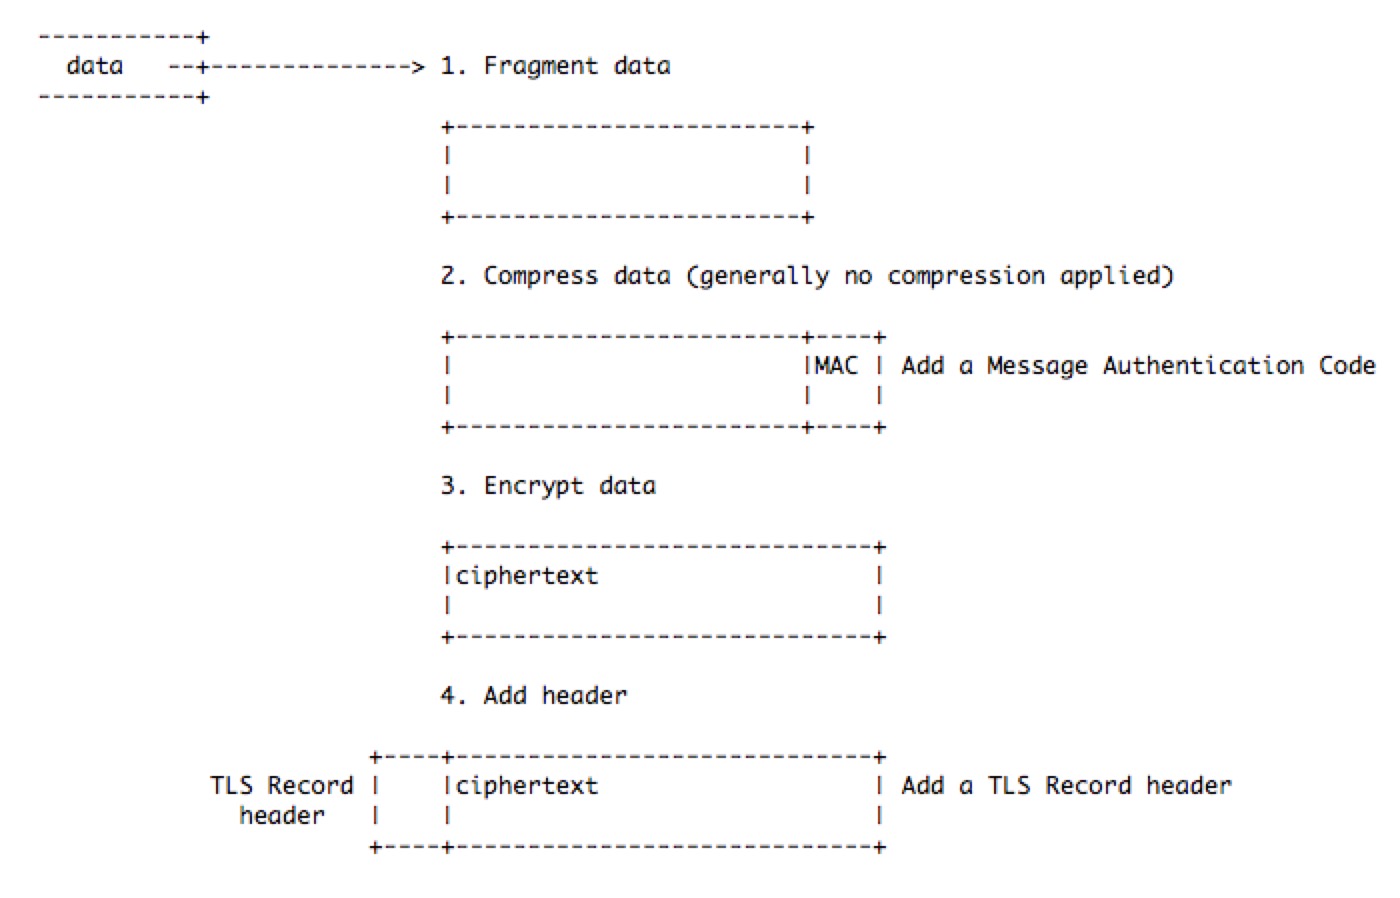 data
1. Fragment data
2. Compress data (generally no compression applied)
MAC Add a Message Authentication Code
3. Encrypt data
ciphertext
4. Add header
TLS Record ciphertext Add a TLS Record header
header